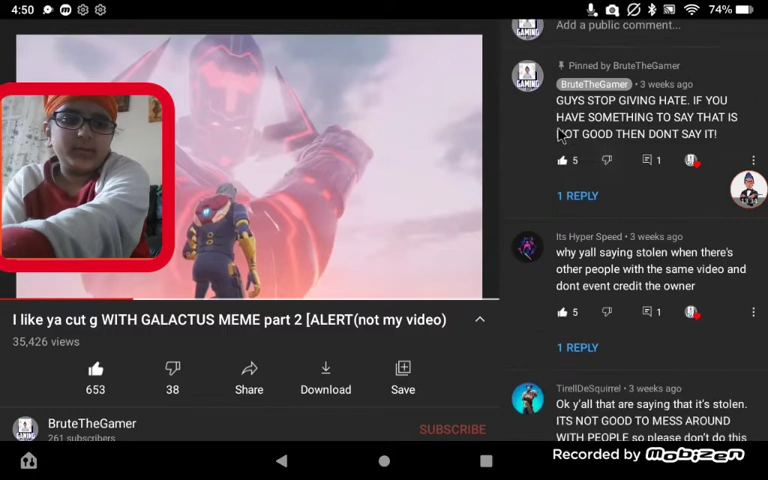 4:50
74%
Add a public comment...
Pinned by BruteTheGamer
BruteTheGamer • 3 weeks ago
GUYS STOP GIVING HATE. IF YOU
HAVE SOMETHING TO SAY THAT IS
NOT GOOD THEN DONT SAY IT!
5 1
1 REPLY
Its Hyper Speed • 3 weeks ago
why yall saying stolen when there's
other people with the same video and
dont event credit the owner
5 1
1 REPLY
TirellDeSquirrel • 3 weeks ago
Ok y'all that are saying that it's stolen.
ITS NOT GOOD TO MESS AROUND
WITH PEOPLE so please don't do this
I like ya cut g WITH GALACTUS MEME part 2 [ALERT(not my video)
35,426 views
653 38 Share Download Save
BruteTheGamer
261 subscribers
SUBSCRIBE
Recorded by Mobizen